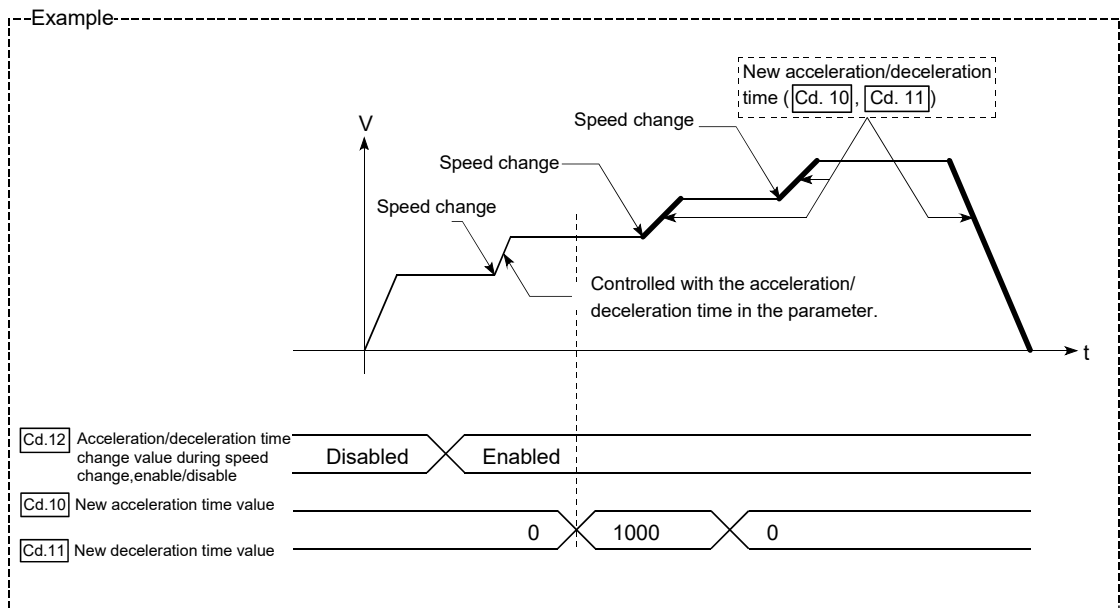 Example
New acceleration/deceleration
time ( Cd. 10 , Cd. 11 )
Speed change
V
Speed change
Speed change
Controlled with the acceleration/
deceleration time in the parameter.
t
Cd.12 Acceleration/deceleration time
change value during speed
change,enable/disable
Disabled
Enabled
Cd.10 New acceleration time value
0
1000
0
Cd.11 New deceleration time value